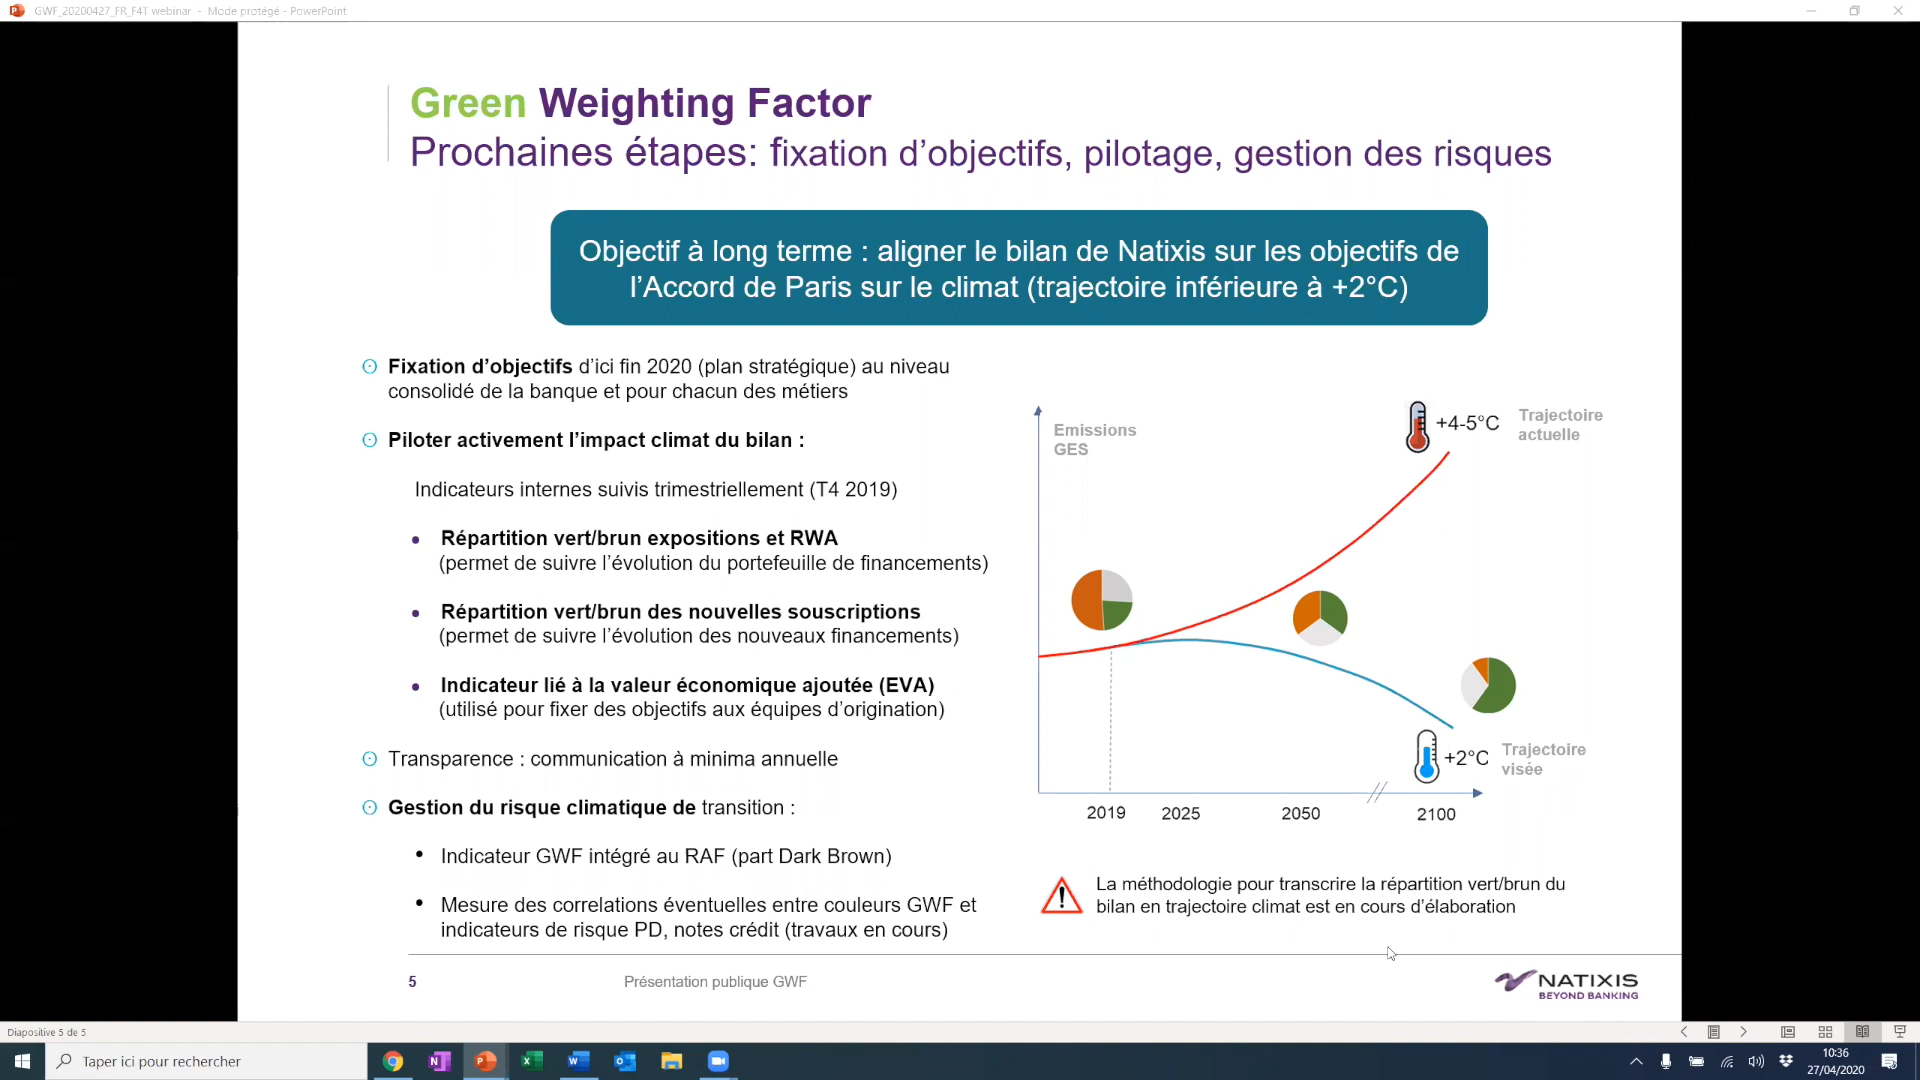 GWF_20200427_FR_F4T webinar - Mode protégé - PowerPoint
Green Weighting Factor
Prochaines étapes: fixation d’objectifs, pilotage, gestion des risques
Objectif à long terme : aligner le bilan de Natixis sur les objectifs de
l’Accord de Paris sur le climat (trajectoire inférieure à +2°C)
Fixation d’objectifs d’ici fin 2020 (plan stratégique) au niveau
consolidé de la banque et pour chacun des métiers
Piloter activement l’impact climat du bilan :
Indicateurs internes suivis trimestriellement (T4 2019)
• Répartition vert/brun expositions et RWA
(permet de suivre l’évolution du portefeuille de financements)
• Répartition vert/brun des nouvelles souscriptions
(permet de suivre l’évolution des nouveaux financements)
• Indicateur lié à la valeur économique ajoutée (EVA)
(utilisé pour fixer des objectifs aux équipes d’origination)
Transparence : communication à minima annuelle
Gestion du risque climatique de transition :
• Indicateur GWF intégré au RAF (part Dark Brown)
• Mesure des correlations éventuelles entre couleurs GWF et
indicateurs de risque PD, notes crédit (travaux en cours)
Emissions
GES
+4-5°C
Trajectoire
actuelle
+2°C
Trajectoire
visée
2019 2025 2050 2100
La méthodologie pour transcrire la répartition vert/brun du
bilan en trajectoire climat est en cours d’élaboration
5
Présentation publique GWF
NATIXIS
BEYOND BANKING
Diapositive 5 de 5
Taper ici pour rechercher
10:36
27/04/2020